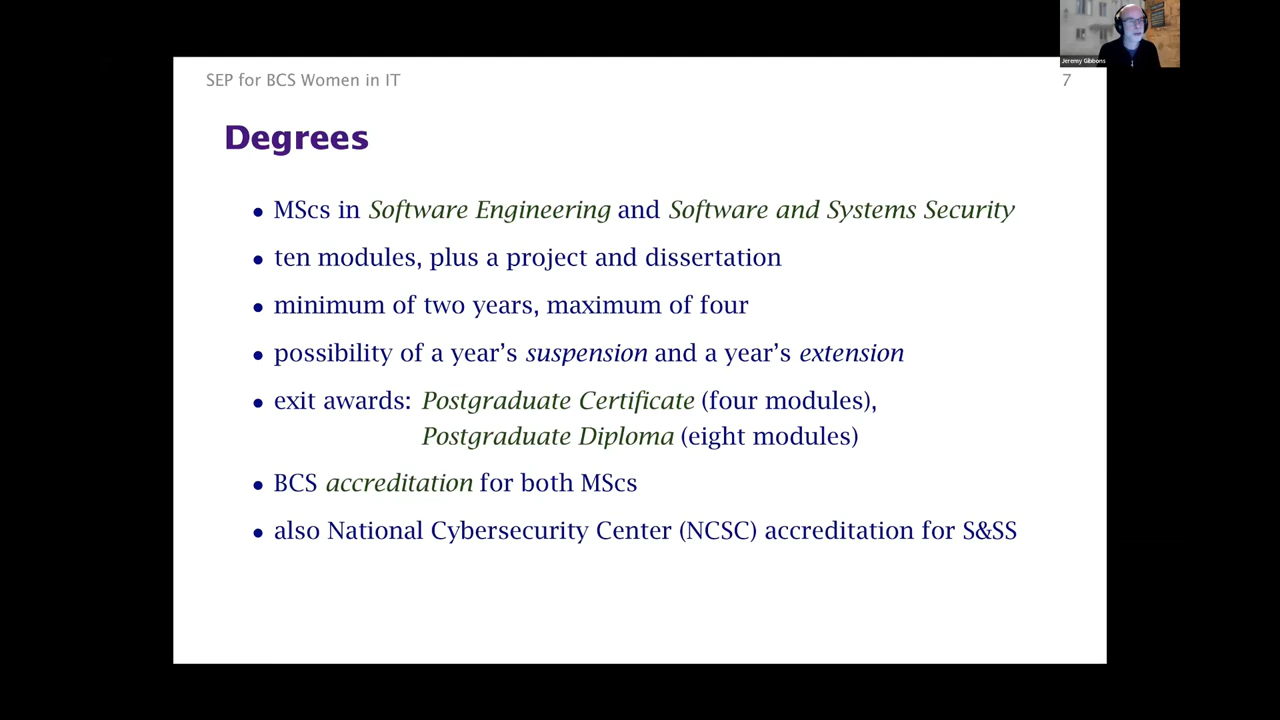 Jeremy Gibbons
SEP for BCS Women in IT
7
Degrees
• MScs in Software Engineering and Software and Systems Security
• ten modules, plus a project and dissertation
• minimum of two years, maximum of four
• possibility of a year’s suspension and a year’s extension
• exit awards: Postgraduate Certificate (four modules),
Postgraduate Diploma (eight modules)
• BCS accreditation for both MScs
• also National Cybersecurity Center (NCSC) accreditation for S&SS